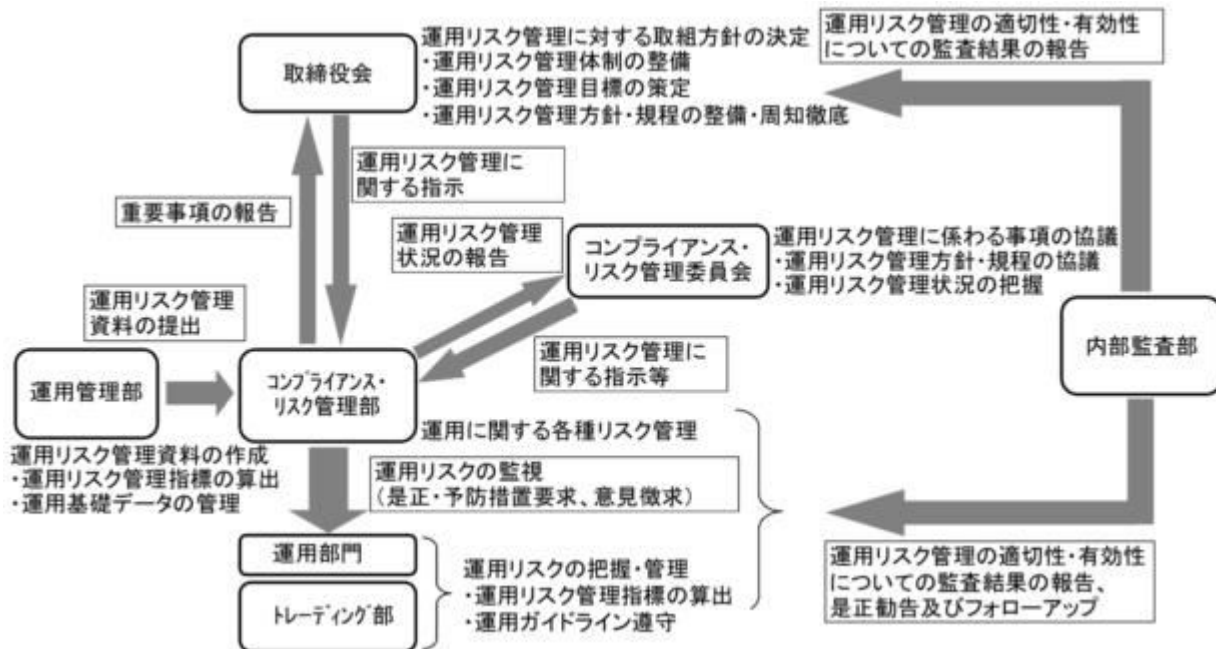 取締役会
運用リスク管理に対する取組方針の決定
・運用リスク管理体制の整備
・運用リスク管理目標の策定
・運用リスク管理方針・規程の整備・周知徹底
運用リスク管理の適切性・有効性
についての監査結果の報告
運用リスク管理に
関する指示
重要事項の報告
運用リスク管理
状況の報告
コンプライアンス・
リスク管理委員会
運用リスク管理に係わる事項の協議
・運用リスク管理方針・規程の協議
・運用リスク管理状況の把握
運用リスク管理
資料の提出
内部監査部
運用管理部
コンプライアンス・
リスク管理部
運用リスク管理に
関する指示等
運用に関する各種リスク管理
運用リスク管理資料の作成
・運用リスク管理指標の算出
・運用基礎データの管理
運用リスクの監視
(是正・予防措置要求、意見徴求)
運用部門
トレーディング部
運用リスクの把握・管理
・運用リスク管理指標の算出
・運用ガイドライン遵守
運用リスク管理の適切性・有効性
についての監査結果の報告、
是正勧告及びフォローアップ